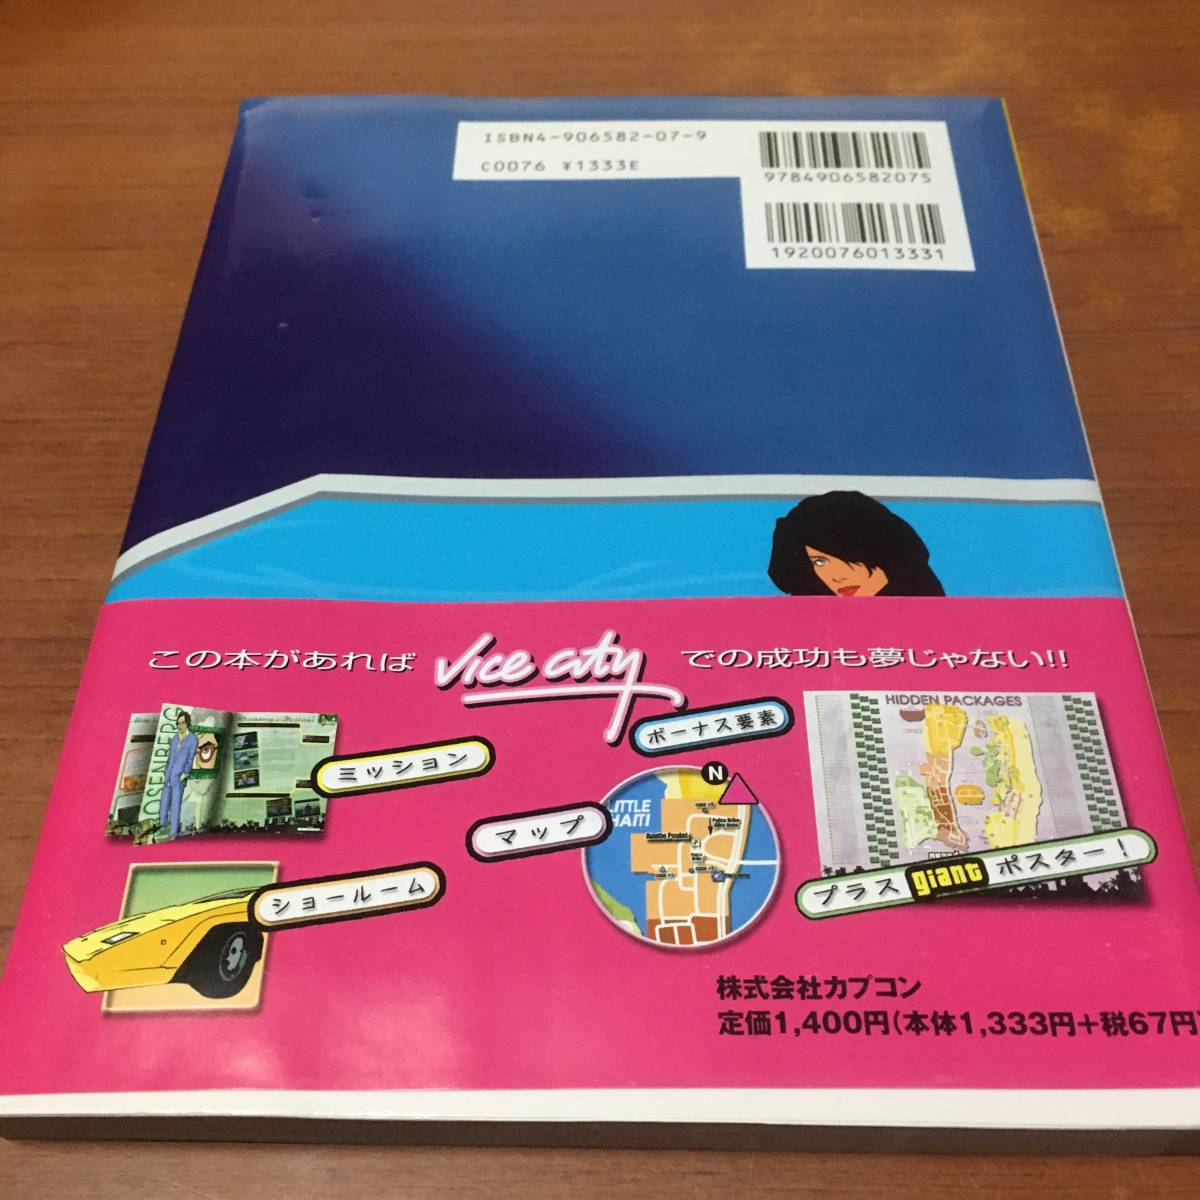 ISBN4-906582-07-9
C0076 ¥1333E
9784906582075
1920076013331
この本があれば vice city での成功も夢じゃない!!
ボーナス要素
HIDDEN PACKAGES
ミッション
マップ
N
LITTLE
HAITI
ショールーム
プラス giant ポスター!
株式会社カプコン
定価1,400円(本体1,333円+税67円)